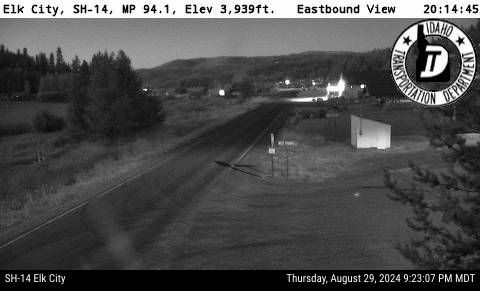 Elk City, SH-14, MP 94.1, Elev 3,939ft. Eastbound View 20:14:45
IDAHO
TRANSPORTATION DEPARTMENT
SH-14 Elk City Thursday, August 29, 2024 9:23:07 PM MDT